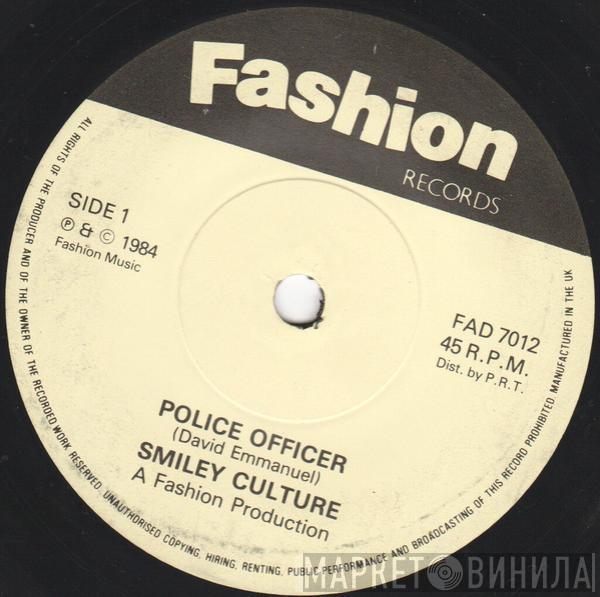 Fashion
RECORDS
SIDE 1
Ⓟ & © 1984
Fashion Music
FAD 7012
45 R.P.M.
Dist. by P.R.T.
POLICE OFFICER
(David Emmanuel)
SMILEY CULTURE
A Fashion Production
ALL RIGHTS OF THE PRODUCER AND OF THE OWNER OF THE RECORDED WORK RESERVED. UNAUTHORISED COPYING, HIRING, RENTING, PUBLIC PERFORMANCE AND BROADCASTING OF THIS RECORD PROHIBITED. MANUFACTURED IN THE UK
МАРКЕТ ВИНИЛА